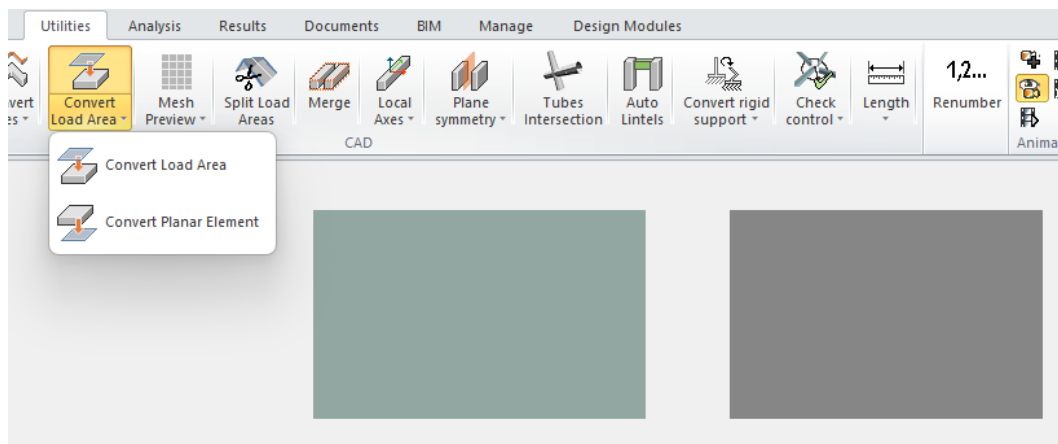 Utilities Analysis Results Documents BIM Manage Design Modules
Convert Load Area
Mesh Preview
Split Load Areas
Merge
Local Axes
Plane symmetry
Tubes Intersection
Auto Lintels
Convert rigid support
Check control
Length
1,2...
Renumber
CAD
Anima
Convert Load Area
Convert Planar Element